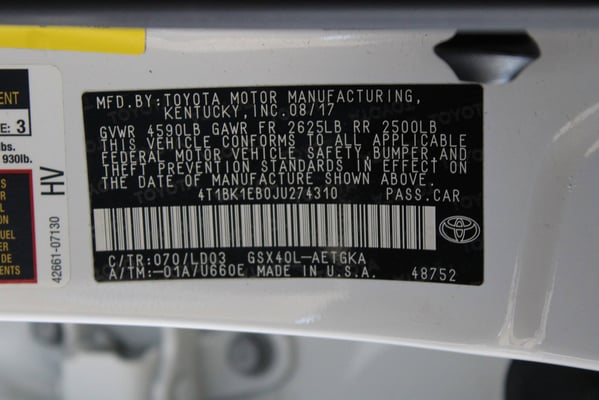 MFD.BY:TOYOTA MOTOR MANUFACTURING,
KENTUCKY,INC.08/17
GVWR 4590LB GAWR FR 2625LB RR 2500LB
THIS VEHICLE CONFORMS TO ALL APPLICABLE
FEDERAL MOTOR VEHICLE SAFETY,BUMPER,AND
THEFT PREVENTION STANDARDS IN EFFECT ON
THE DATE OF MANUFACTURE SHOWN ABOVE.
4T1BK1EB0JU274310 PASS.CAR
C/TR:070/LD03 GSX40L-AETGKA
A/TM:-01A/U660E MADE IN U.S.A. 48752
ENT
E: 3
lbs.
930lb.
HV
42661-07130